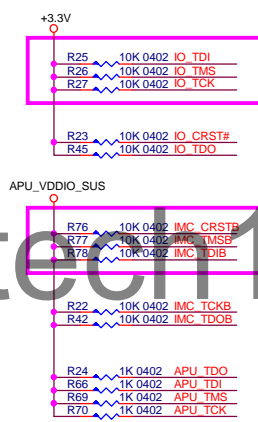 +3.3V
R25 10K 0402 IO_TDI
R26 10K 0402 IO_TMS
R27 10K 0402 IO_TCK
R23 10K 0402 IO_CRST#
R45 10K 0402 IO_TDO
APU_VDDIO_SUS
R76 10K 0402 IMC_CRSTB
R77 10K 0402 IMC_TMSB
R78 10K 0402 IMC_TDIB
tech1
R22 10K 0402 IMC_TCKB
R42 10K 0402 IMC_TDOB
R24 1K 0402 APU_TDO
R66 1K 0402 APU_TDI
R69 1K 0402 APU_TMS
R70 1K 0402 APU_TCK